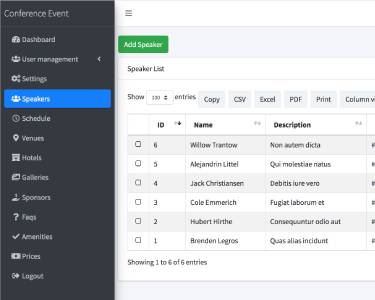 Conference Event
Dashboard
User management
Settings
Speakers
Schedule
Venues
Hotels
Galleries
Sponsors
Faqs
Amenities
Prices
Logout
Add Speaker
Speaker List
Show 100 entries Copy CSV Excel PDF Print Column
ID Name Description
6 Willow Trantow Non autem dicta
5 Alejandrin Littel Qui molestiae natus
4 Jack Christiansen Debitis iure vero
3 Cole Emmerich Fugiat laborum et
2 Hubert Hirthe Consequuntur odio aut
1 Brenden Legros Quas alias incidunt
Showing 1 to 6 of 6 entries